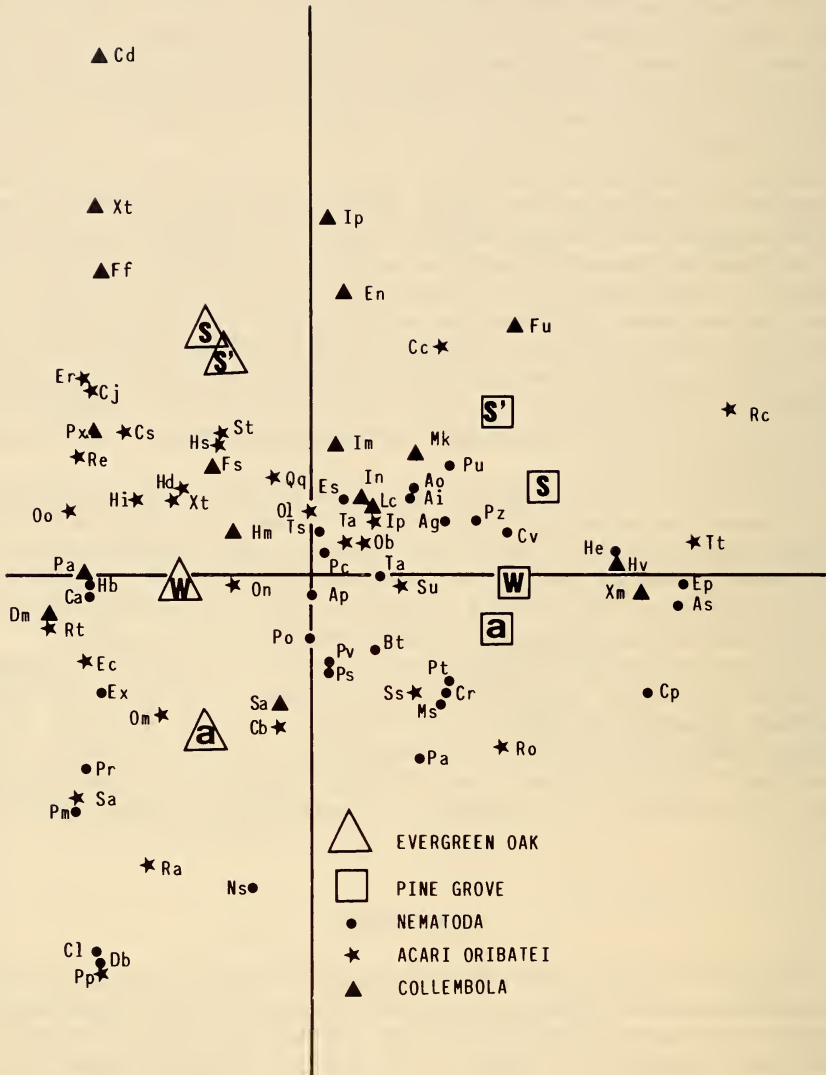 Cd
Xt
Ip
Ff
En
S
Fu
S'
Cc
Er
Cj
S'
Rc
Px
Cs
St
Hs
Im
Mk
Re
Fs
Pu
Qq
S
Hd
Ao
Hi
Xt
Es
In
Ai
Lc
Oo
Ol
Ta
Ip
Ag
Pz
Hm
Ts
Cv
Ob
Tt
Pc
He
Pa
Ta
Hv
Hb
W
On
Su
W
Ep
Ca
Ap
Xm
As
Dm
Rt
a
Po
Bt
Ec
Pv
Ps
Pt
Ex
Ss
Cr
Cp
Sa
Ms
Om
Cb
a
Ro
Pa
Pr
Sa
Pm
EVERGREEN OAK
Ra
Ns
PINE GROVE
NEMATODA
Cl
Db
ACARI ORIBATEI
Pp
COLLEMBOLA